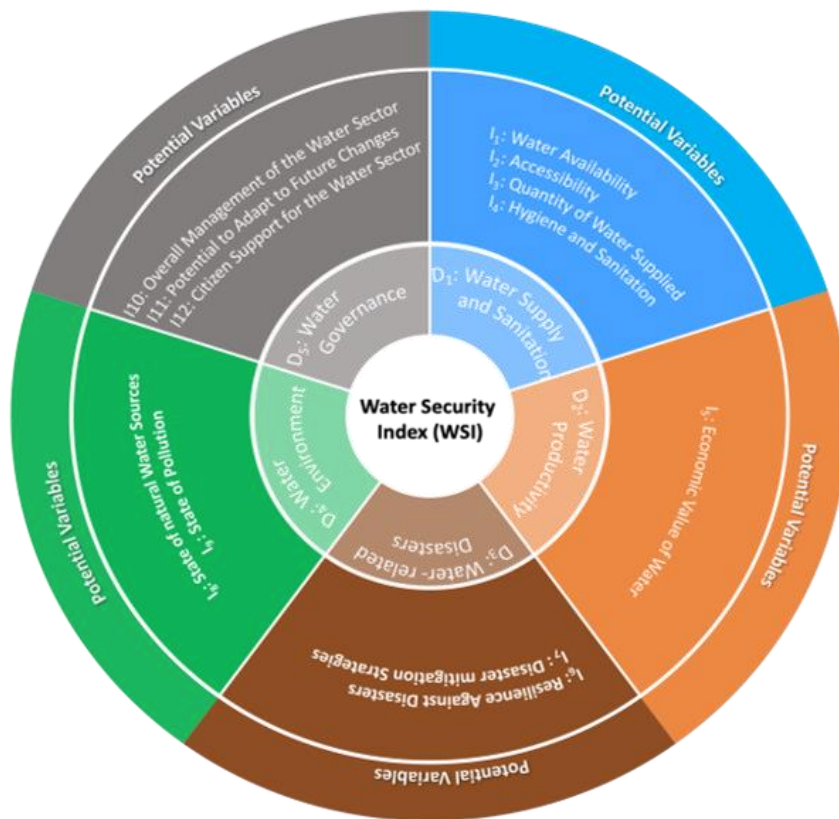 Water Security
Index (WSI)
D₁: Water Supply
and Sanitation
I₁: Water Availability
I₂: Accessibility
I₃: Quantity of Water Supplied
I₄: Hygiene and Sanitation
Potential Variables
D₂: Water
Productivity
I₅: Economic Value of Water
Potential Variables
D₃: Water- related
Disasters
I₆: Resilience Against Disasters
I₇: Disaster mitigation Strategies
Potential Variables
D₄: Water
Environment
I₈: State of natural Water Sources
I₉: State of Pollution
Potential Variables
D₅: Water
Governance
I10: Overall Management of the Water Sector
I11: Potential to Adapt to Future Changes
I12: Citizen Support for the Water Sector
Potential Variables